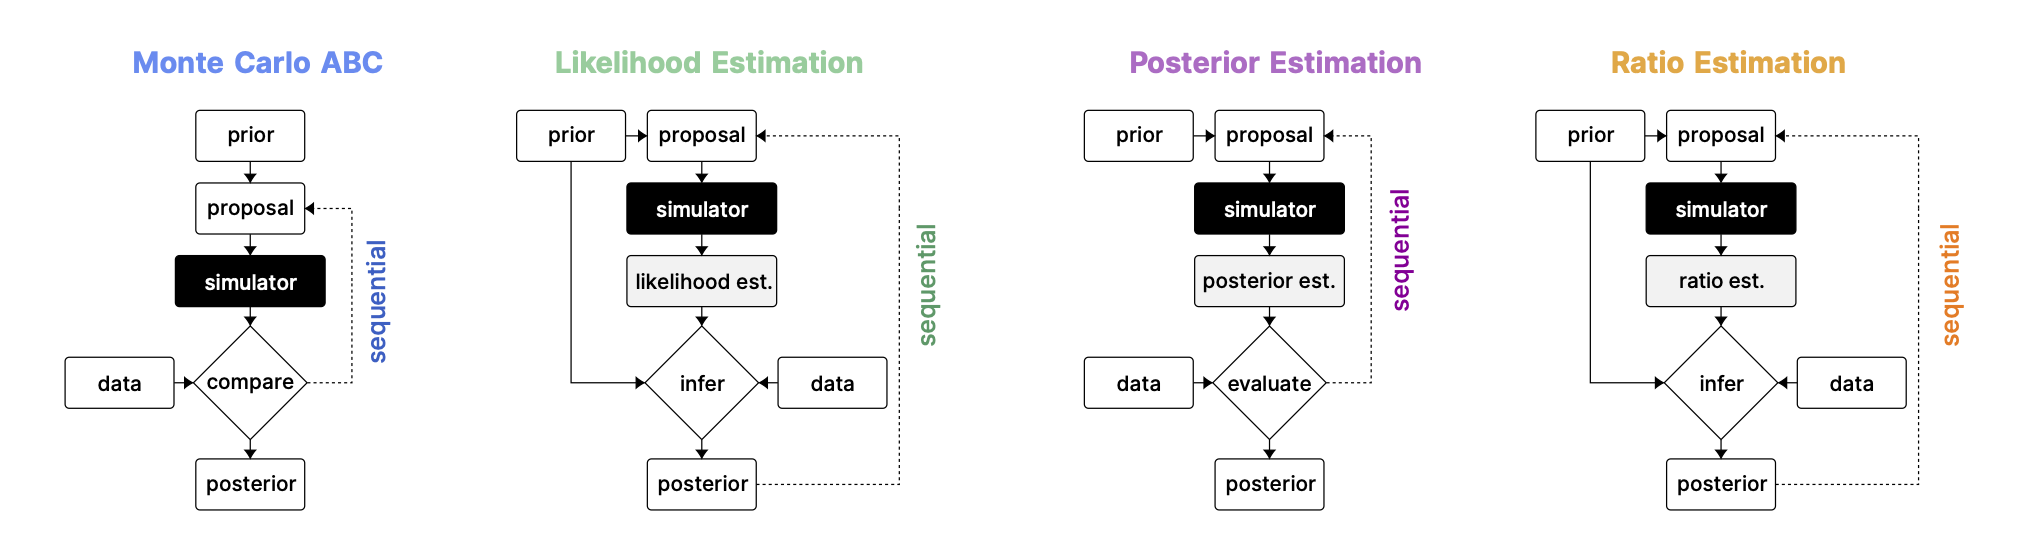 Monte Carlo ABC
prior
proposal
simulator
compare
data
posterior
sequential
Likelihood Estimation
prior
proposal
simulator
likelihood est.
infer
data
posterior
sequential
Posterior Estimation
prior
proposal
simulator
posterior est.
data
evaluate
posterior
sequential
Ratio Estimation
prior
proposal
simulator
ratio est.
infer
data
posterior
sequential